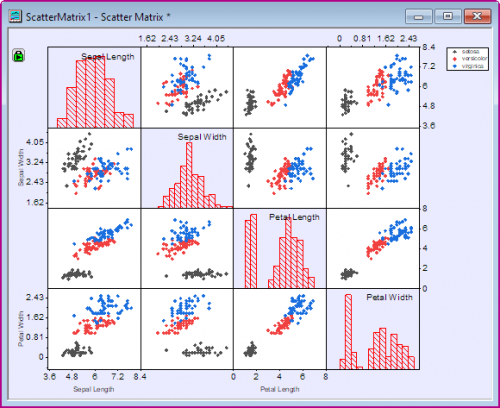 ScatterMatrix1 - Scatter Matrix *
1.62 2.43 3.24 4.05
0 0.81 1.62 2.43
setosa
versicolor
virginica
Sepal Length
8.4
7.2
6
4.8
3.6
Sepal Width
4.05
3.24
2.43
1.62
Sepal Width
Petal Length
8
6
4
2
0
Petal Width
2.43
1.62
0.81
0
Petal Width
3.6 4.8 6 7.2 8.4
0 2 4 6 8
Sepal Length
Petal Length